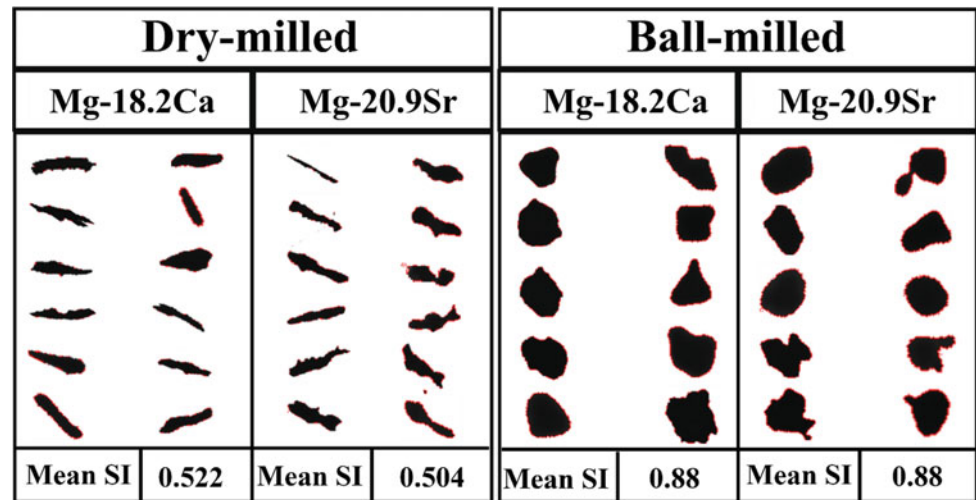 Dry-milled
Ball-milled
Mg-18.2Ca
Mg-20.9Sr
Mg-18.2Ca
Mg-20.9Sr
Mean SI
0.522
Mean SI
0.504
Mean SI
0.88
Mean SI
0.88